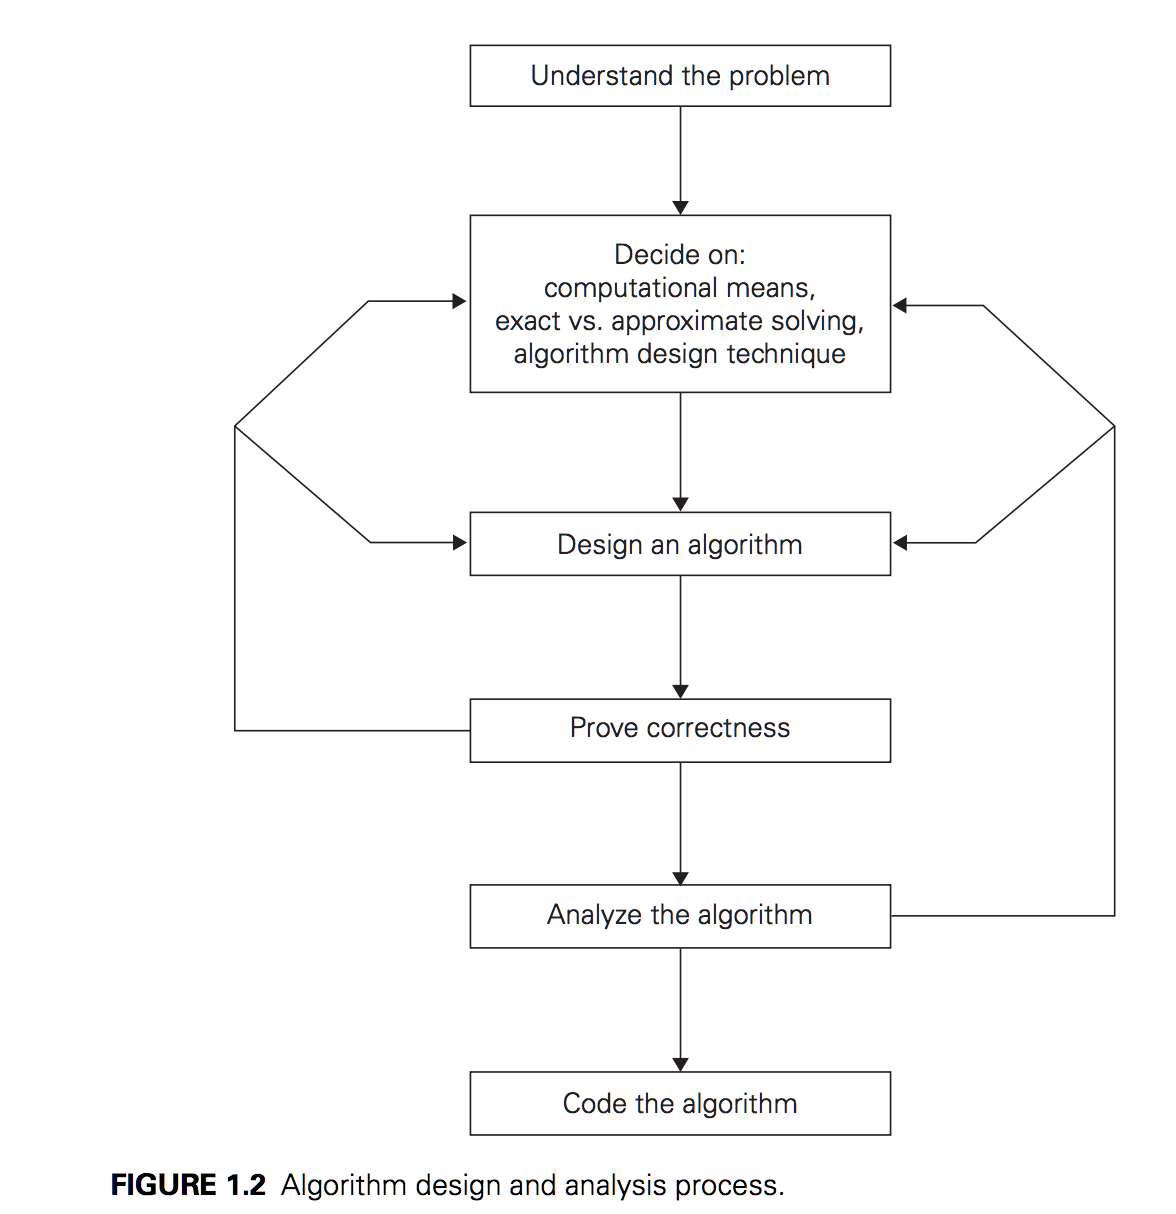 Understand the problem
Decide on:
computational means,
exact vs. approximate solving,
algorithm design technique
Design an algorithm
Prove correctness
Analyze the algorithm
Code the algorithm
FIGURE 1.2 Algorithm design and analysis process.